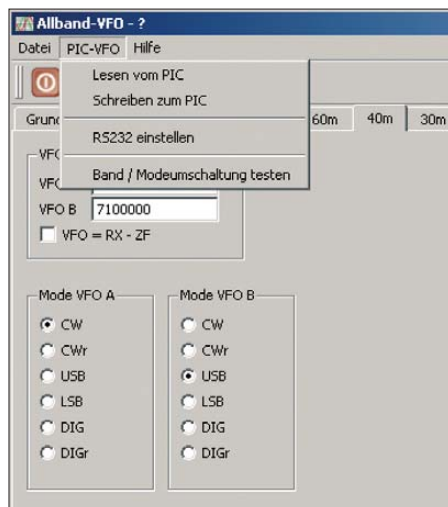 Allband-VFO - ?
Datei PIC-VFO Hilfe
Lesen vom PIC
Schreiben zum PIC
RS232 einstellen
Band / Modeumschaltung testen
Grund 60m 40m 30m
VFO
VFO
VFO B 7100000
VFO = RX - ZF
Mode VFO A Mode VFO B
CW CW
CWr CWr
USB USB
LSB LSB
DIG DIG
DIGr DIGr